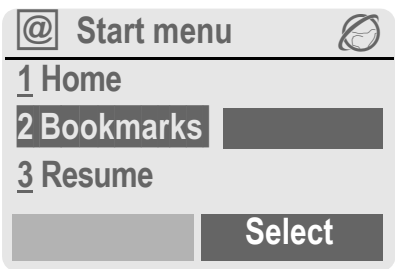 @ Start menu
1 Home
2 Bookmarks
3 Resume
Select